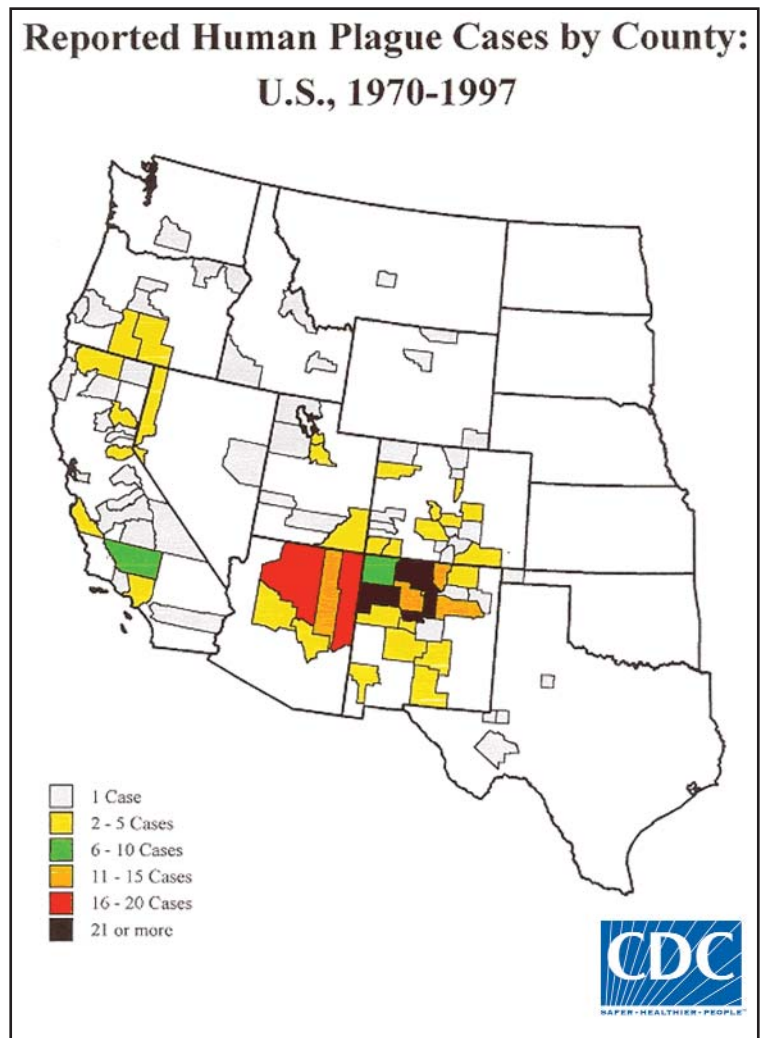 Reported Human Plague Cases by County:
U.S., 1970-1997
1 Case
2 - 5 Cases
6 - 10 Cases
11 - 15 Cases
16 - 20 Cases
21 or more
CDC
SAFER • HEALTHIER • PEOPLE™